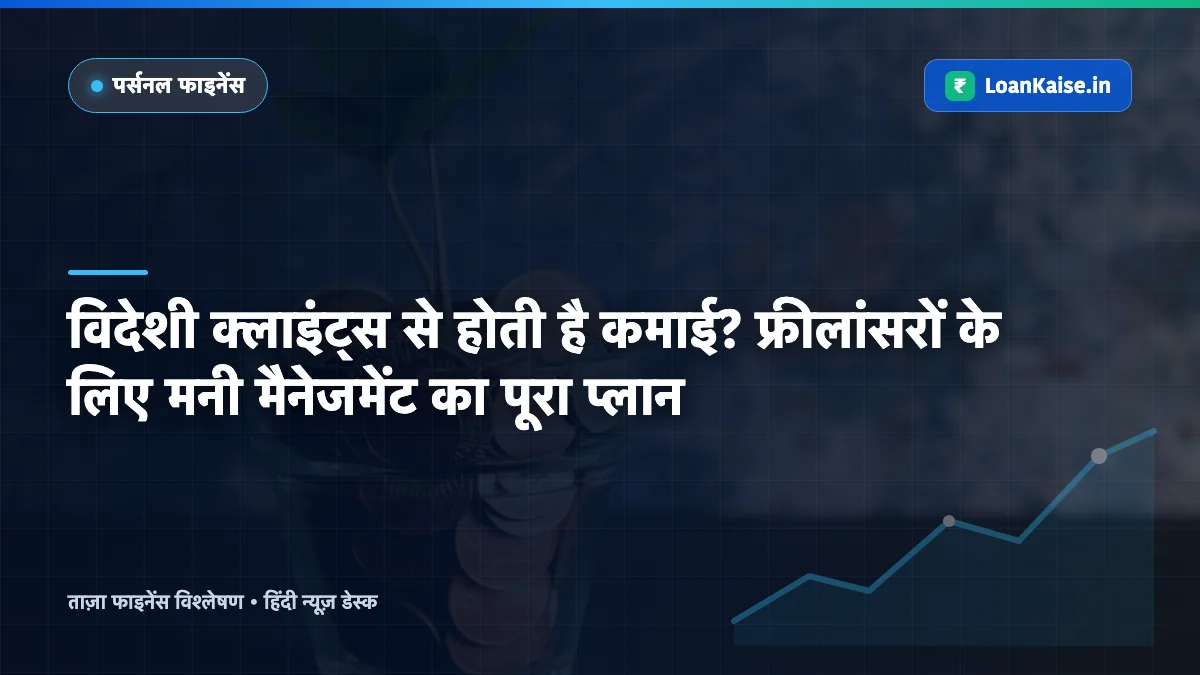 पर्सनल फाइनेंस
₹ LoanKaise.in
विदेशी क्लाइंट्स से होती है कमाई? फ्रीलांसरों के
लिए मनी मैनेजमेंट का पूरा प्लान
ताज़ा फाइनेंस विश्लेषण • हिंदी न्यूज़ डेस्क